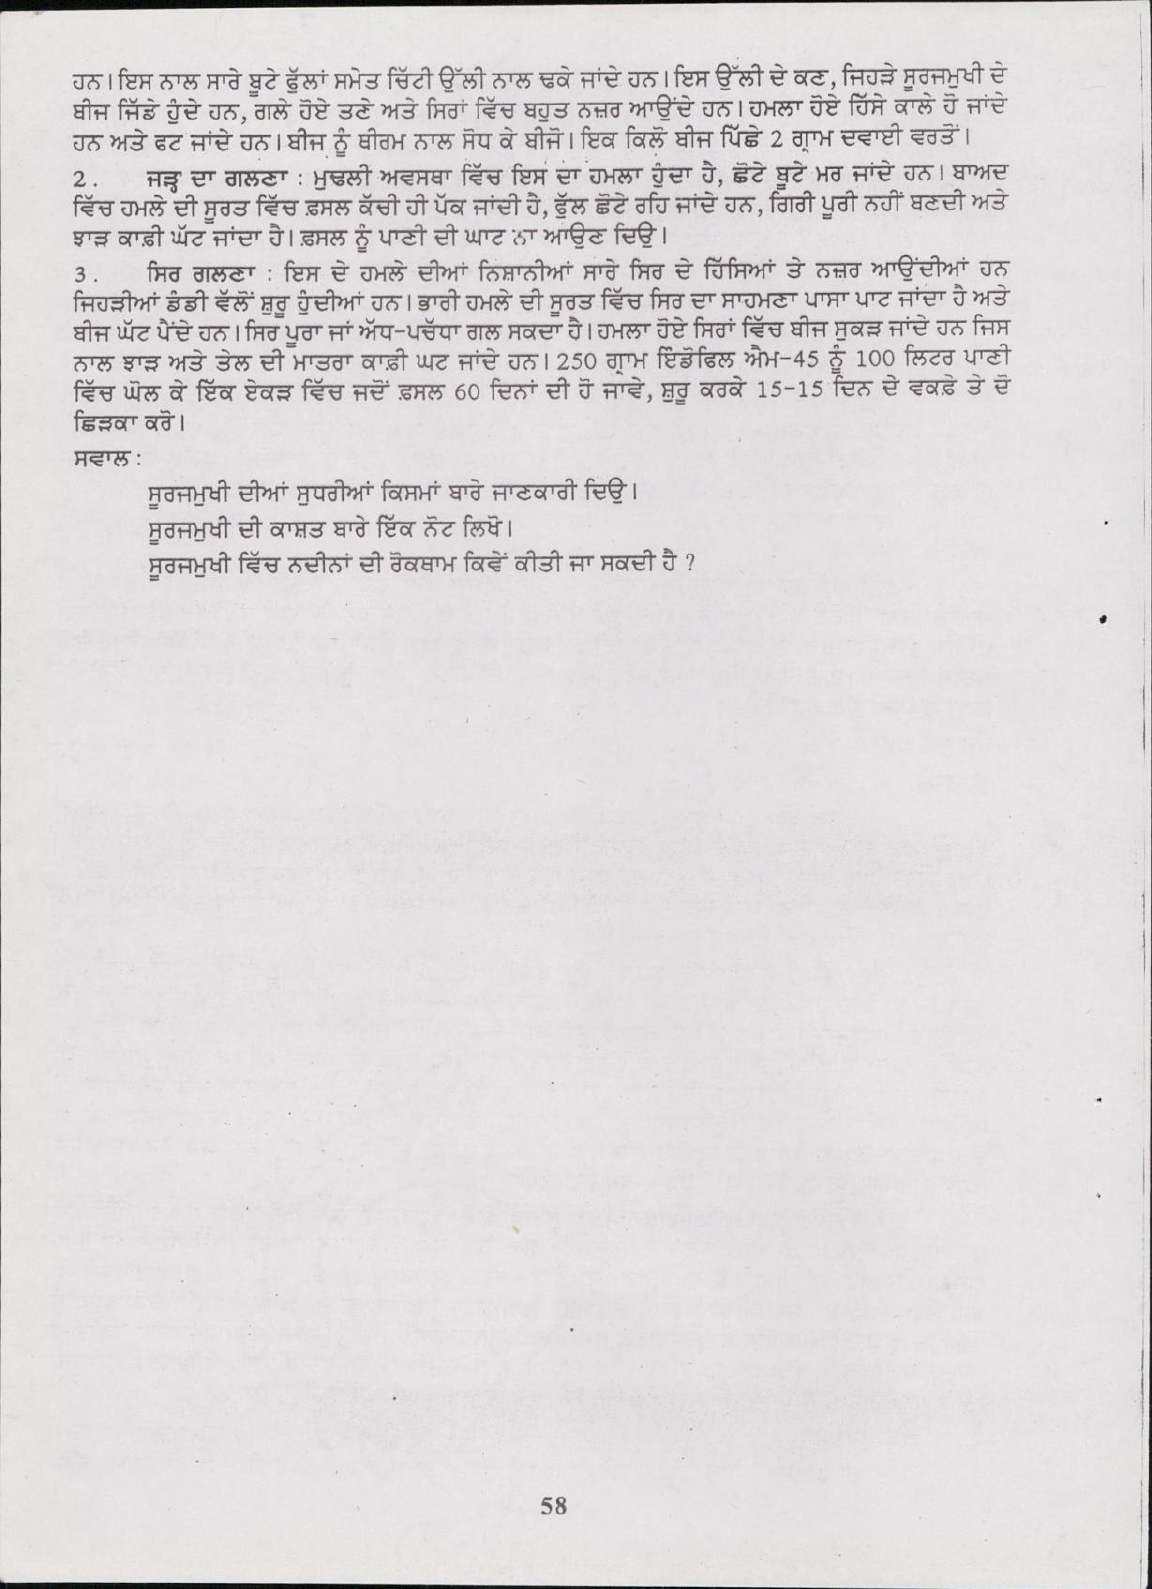 ਹਨ। ਇਸ ਨਾਲ ਸਾਰੇ ਬੂਟੇ ਫੁੱਲਾਂ ਸਮੇਤ ਚਿੱਟੀ ਉੱਲੀ ਨਾਲ ਢਕੇ ਜਾਂਦੇ ਹਨ। ਇਸ ਉੱਲੀ ਦੇ ਕਣ, ਜਿਹੜੇ ਸੂਰਜਮੁਖੀ ਦੇ
ਬੀਜ ਜਿੱਡੇ ਹੁੰਦੇ ਹਨ, ਗਲੇ ਹੋਏ ਤਣੇ ਅਤੇ ਸਿਰਾਂ ਵਿੱਚ ਬਹੁਤ ਨਜ਼ਰ ਆਉਂਦੇ ਹਨ। ਹਮਲਾ ਹੋਏ ਹਿੱਸੇ ਕਾਲੇ ਹੋ ਜਾਂਦੇ
ਹਨ ਅਤੇ ਫਟ ਜਾਂਦੇ ਹਨ। ਬੀਜ ਨੂੰ ਥੀਰਮ ਨਾਲ ਸੋਧ ਕੇ ਬੀਜੋ। ਇਕ ਕਿਲੋ ਬੀਜ ਪਿੱਛੇ 2 ਗ੍ਰਾਮ ਦਵਾਈ ਵਰਤੋਂ।
2. ਜੜ੍ਹ ਦਾ ਗਲਣਾ : ਮੁਢਲੀ ਅਵਸਥਾ ਵਿੱਚ ਇਸ ਦਾ ਹਮਲਾ ਹੁੰਦਾ ਹੈ, ਛੋਟੇ ਬੂਟੇ ਮਰ ਜਾਂਦੇ ਹਨ। ਬਾਅਦ
ਵਿੱਚ ਹਮਲੇ ਦੀ ਸੂਰਤ ਵਿੱਚ ਫ਼ਸਲ ਕੱਚੀ ਹੀ ਪੱਕ ਜਾਂਦੀ ਹੈ, ਫੁੱਲ ਛੋਟੇ ਰਹਿ ਜਾਂਦੇ ਹਨ, ਗਿਰੀ ਪੂਰੀ ਨਹੀਂ ਬਣਦੀ ਅਤੇ
ਝਾੜ ਕਾਫ਼ੀ ਘੱਟ ਜਾਂਦਾ ਹੈ। ਫ਼ਸਲ ਨੂੰ ਪਾਣੀ ਦੀ ਘਾਟ ਨਾ ਆਉਣ ਦਿਉ।
3. ਸਿਰ ਗਲਣਾ : ਇਸ ਦੇ ਹਮਲੇ ਦੀਆਂ ਨਿਸ਼ਾਨੀਆਂ ਸਾਰੇ ਸਿਰ ਦੇ ਹਿੱਸਿਆਂ ਤੇ ਨਜ਼ਰ ਆਉਂਦੀਆਂ ਹਨ
ਜਿਹੜੀਆਂ ਡੰਡੀ ਵੱਲੋਂ ਸ਼ੁਰੂ ਹੁੰਦੀਆਂ ਹਨ। ਭਾਰੀ ਹਮਲੇ ਦੀ ਸੂਰਤ ਵਿੱਚ ਸਿਰ ਦਾ ਸਾਹਮਣਾ ਪਾਸਾ ਪਾਟ ਜਾਂਦਾ ਹੈ ਅਤੇ
ਬੀਜ ਘੱਟ ਪੈਂਦੇ ਹਨ। ਸਿਰ ਪੂਰਾ ਜਾਂ ਅੱਧ-ਪਚੱਧਾ ਗਲ ਸਕਦਾ ਹੈ। ਹਮਲਾ ਹੋਏ ਸਿਰਾਂ ਵਿੱਚ ਬੀਜ ਸੁਕੜ ਜਾਂਦੇ ਹਨ ਜਿਸ
ਨਾਲ ਝਾੜ ਅਤੇ ਤੇਲ ਦੀ ਮਾਤਰਾ ਕਾਫ਼ੀ ਘਟ ਜਾਂਦੇ ਹਨ। 250 ਗ੍ਰਾਮ ਇੰਡੋਫਿਲ ਐਮ-45 ਨੂੰ 100 ਲਿਟਰ ਪਾਣੀ
ਵਿੱਚ ਘੋਲ ਕੇ ਇੱਕ ਏਕੜ ਵਿੱਚ ਜਦੋਂ ਫ਼ਸਲ 60 ਦਿਨਾਂ ਦੀ ਹੋ ਜਾਵੇ, ਸ਼ੁਰੂ ਕਰਕੇ 15-15 ਦਿਨ ਦੇ ਵਕਫ਼ੇ ਤੇ ਦੋ
ਛਿੜਕਾ ਕਰੋ।
ਸਵਾਲ :
ਸੂਰਜਮੁਖੀ ਦੀਆਂ ਸੁਧਰੀਆਂ ਕਿਸਮਾਂ ਬਾਰੇ ਜਾਣਕਾਰੀ ਦਿਉ।
ਸੂਰਜਮੁਖੀ ਦੀ ਕਾਸ਼ਤ ਬਾਰੇ ਇੱਕ ਨੋਟ ਲਿਖੋ।
ਸੂਰਜਮੁਖੀ ਵਿੱਚ ਨਦੀਨਾਂ ਦੀ ਰੋਕਥਾਮ ਕਿਵੇਂ ਕੀਤੀ ਜਾ ਸਕਦੀ ਹੈ ?
58